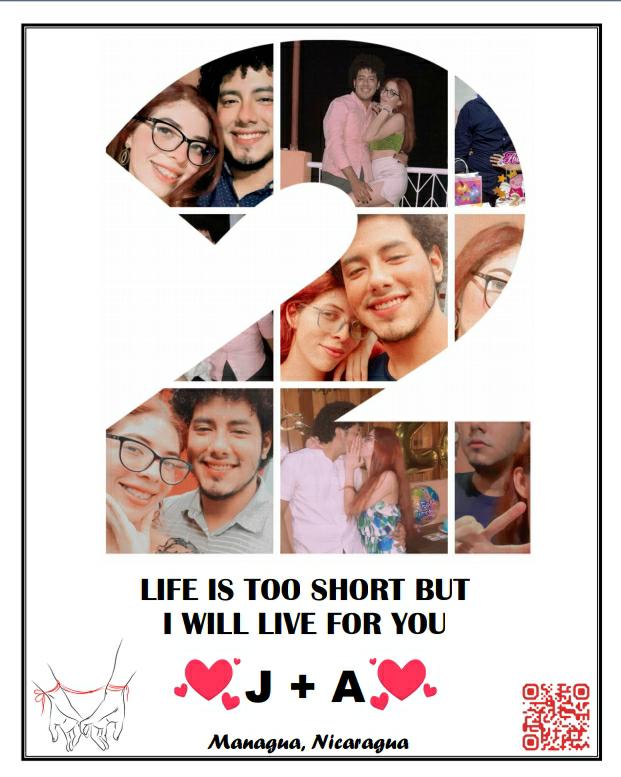 LIFE IS TOO SHORT BUT
I WILL LIVE FOR YOU
J + A
Managua, Nicaragua